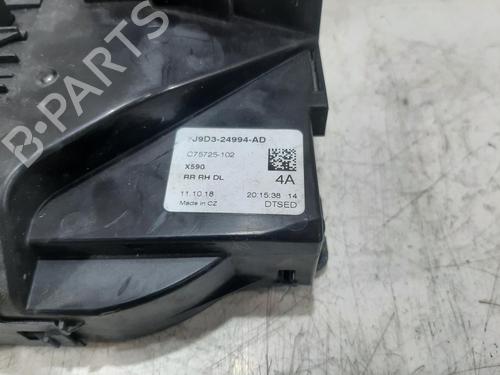 J9D3-24994-AD
C75725-102
X590
RR RH DL
4A
11.10.18 20:15:38 14
Made in CZ DTSED
B-PARTS